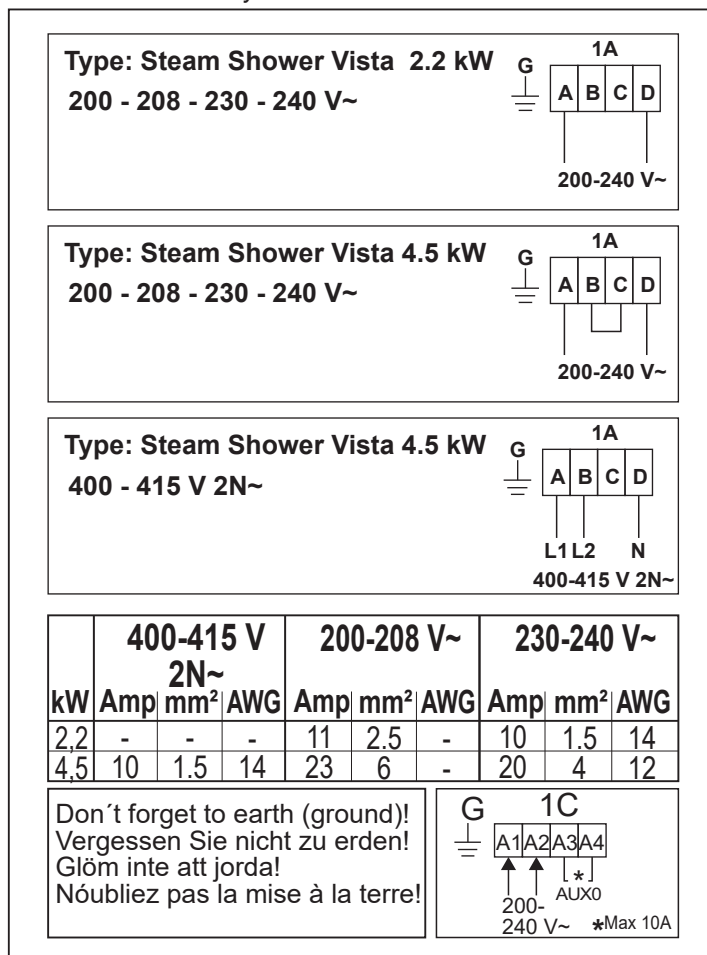 Type: Steam Shower Vista 2.2 kW
200 - 208 - 230 - 240 V~
G
1A
A B C D
200-240 V~
Type: Steam Shower Vista 4.5 kW
200 - 208 - 230 - 240 V~
G
1A
A B C D
200-240 V~
Type: Steam Shower Vista 4.5 kW
400 - 415 V 2N~
G
1A
A B C D
L1 L2 N
400-415 V 2N~
400-415 V 2N~ 200-208 V~ 230-240 V~
kW Amp mm² AWG Amp mm² AWG Amp mm² AWG
2,2 - - - 11 2.5 - 10 1.5 14
4,5 10 1.5 14 23 6 - 20 4 12
Don´t forget to earth (ground)!
Vergessen Sie nicht zu erden!
Glöm inte att jorda!
Nóubliez pas la mise à la terre!
G 1C
A1 A2 A3 A4
*
AUX0
200-
240 V~
*Max 10A